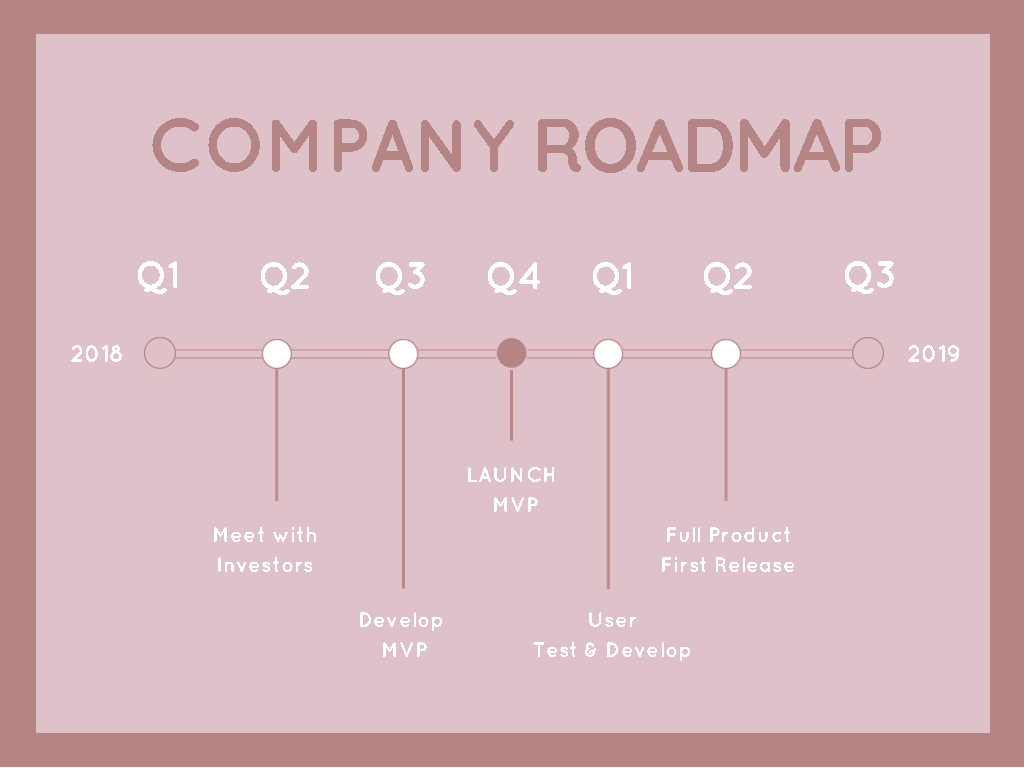 COMPANY ROADMAP
Q1 Q2 Q3 Q4 Q1 Q2 Q3
2018 2019
LAUNCH
MVP
Meet with
Investors
Full Product
First Release
Develop
MVP
User
Test & Develop